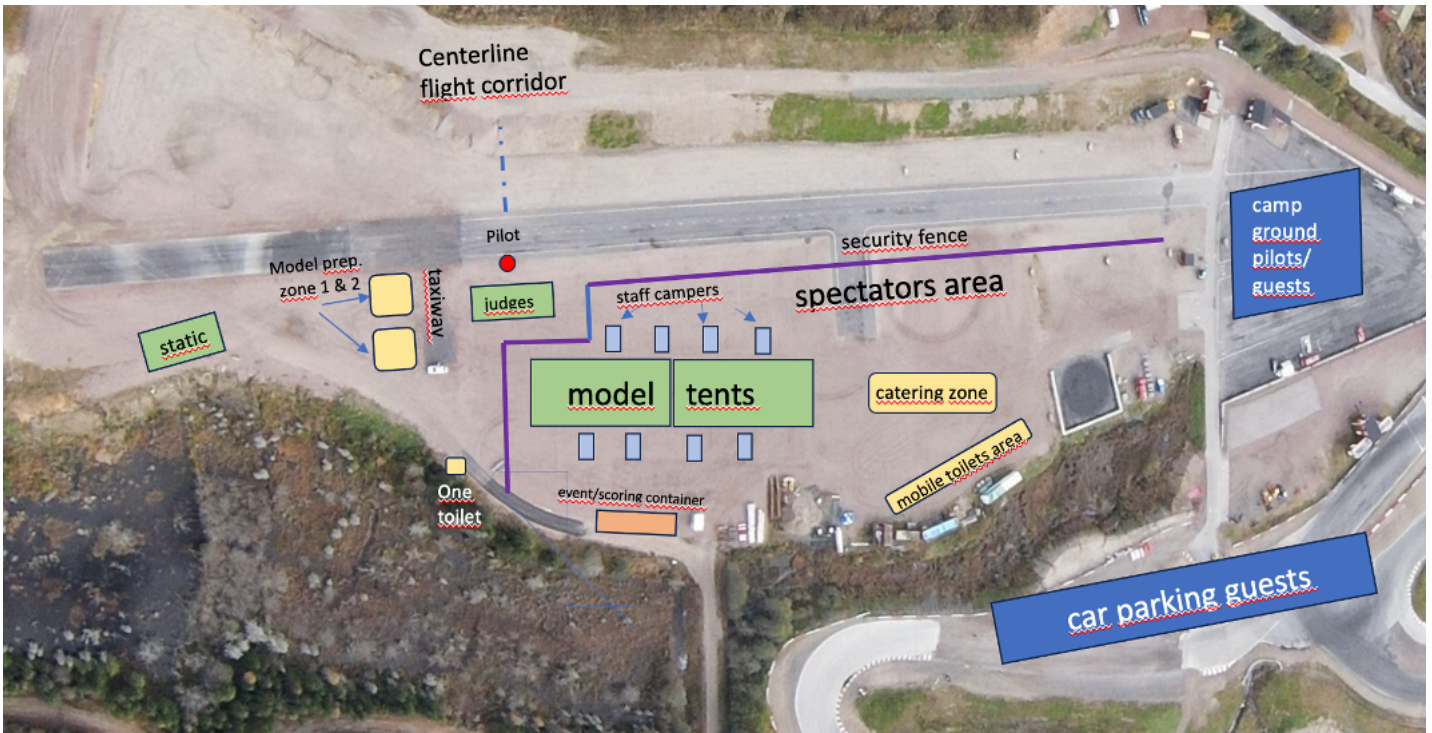 Centerline
flight corridor
Pilot
security fence
camp
ground
pilots/
guests
Model prep.
zone 1 & 2
taxiway
judges
staff campers
spectators area
static
model tents
catering zone
mobile toilets area
One
toilet
event/scoring container
car parking guests